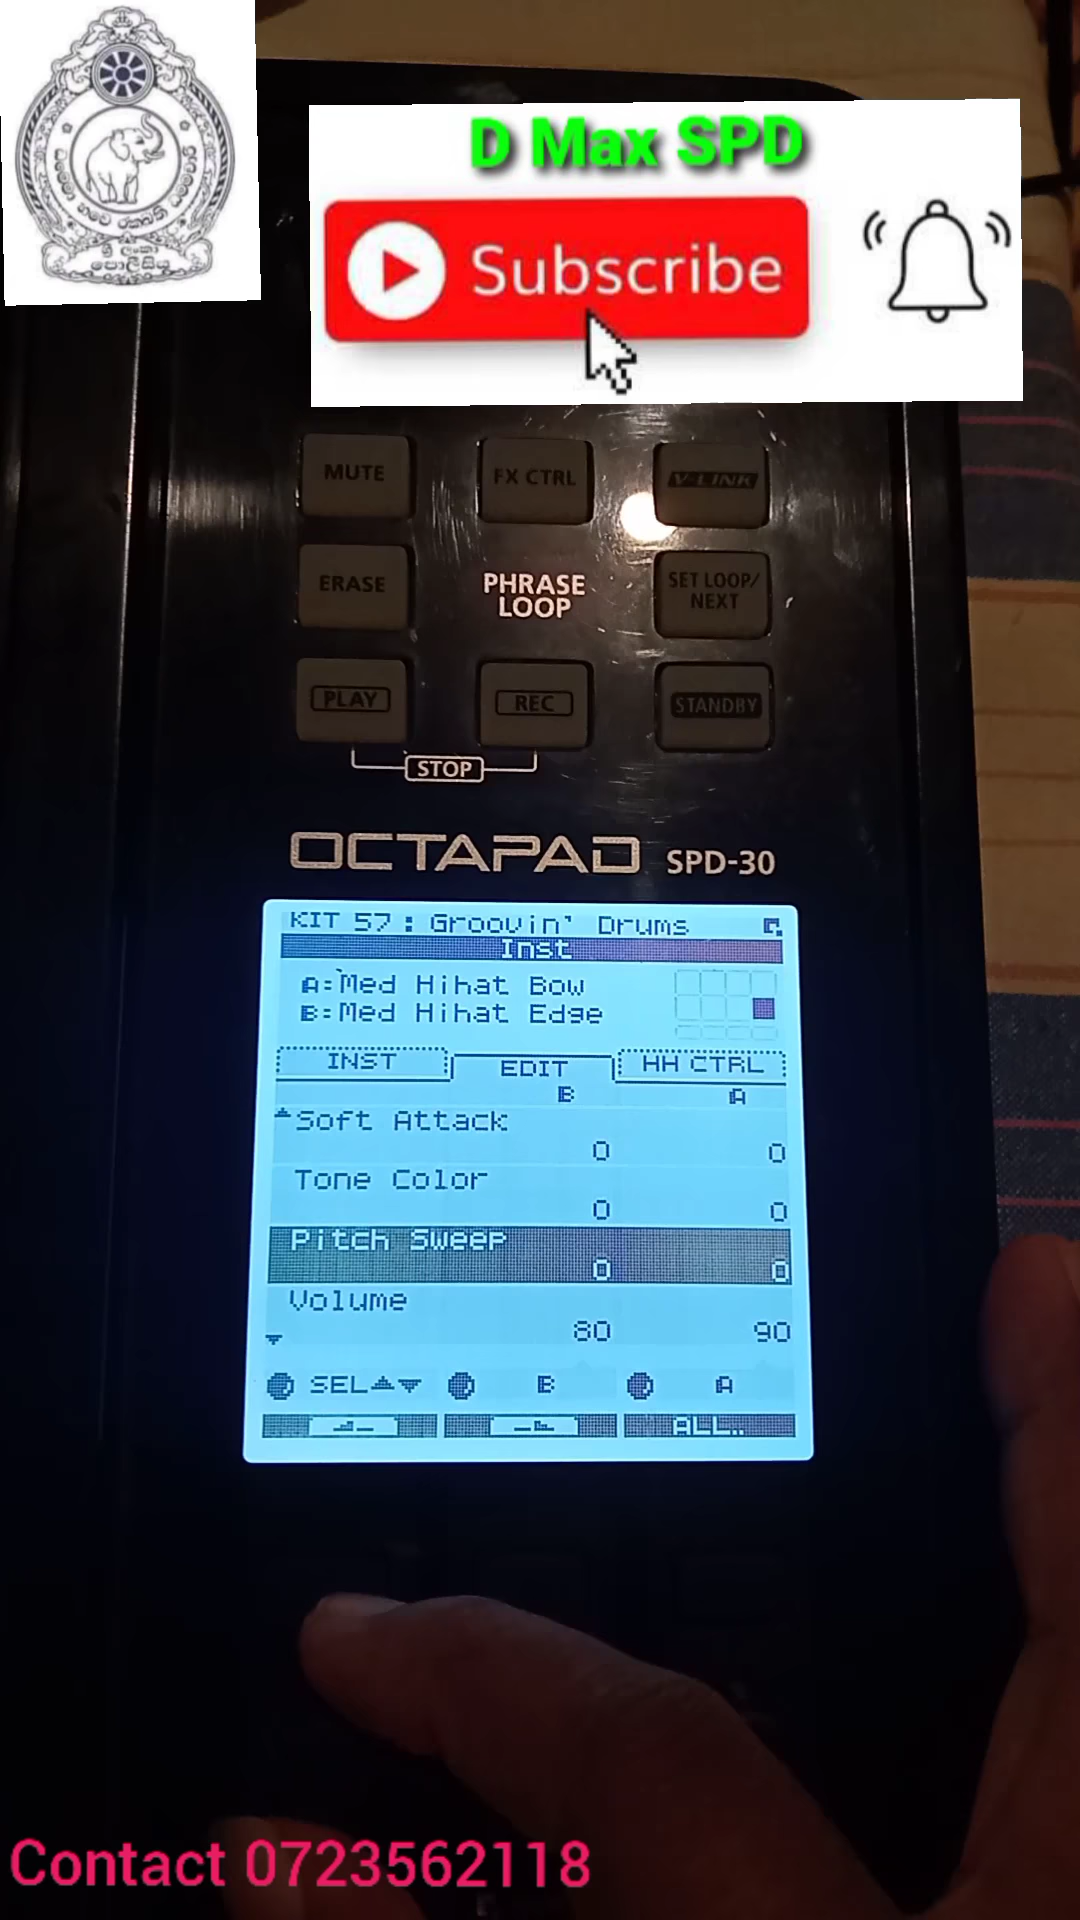 ශ්‍රී ලංකා
පොලීසිය
D Max SPD
Subscribe
MUTE
FX CTRL
V-LINK
ERASE
PHRASE
LOOP
SET LOOP/
NEXT
PLAY
REC
STANDBY
STOP
OCTAPAD SPD-30
KIT 57 : Groovin' Drums
Inst
A:Med Hihat Bow
B:Med Hihat Edge
INST
EDIT
HH CTRL
B A
Soft Attack
0 0
Tone Color
0 0
Pitch Sweep
0 0
Volume
80 90
SEL B A
ALL..
Contact 0723562118